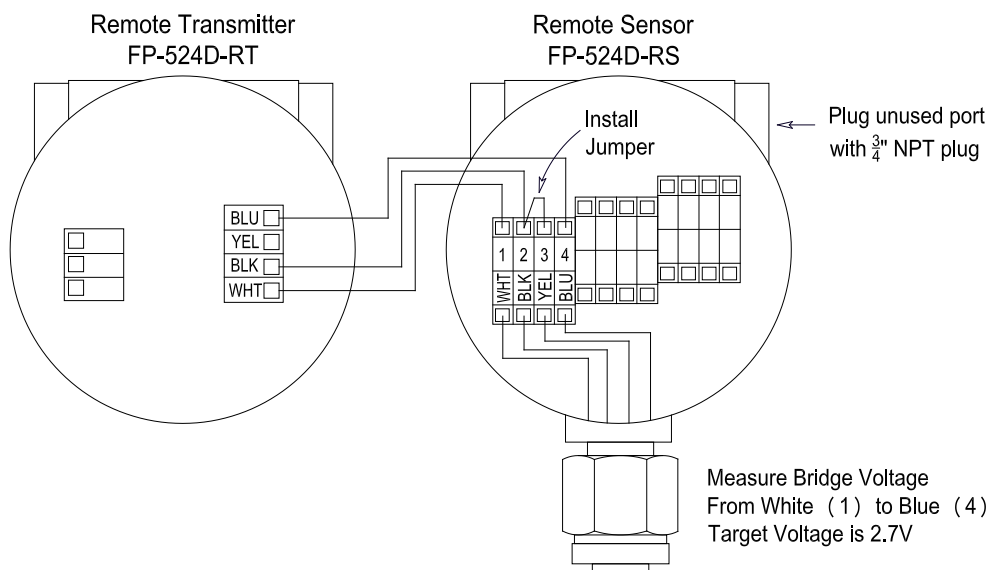 Remote Transmitter
FP-524D-RT
Remote Sensor
FP-524D-RS
Install
Jumper
Plug unused port
with 3/4" NPT plug
BLU
YEL
BLK
WHT
1 2 3 4
WHT BLK YEL BLU
Measure Bridge Voltage
From White (1) to Blue (4)
Target Voltage is 2.7V